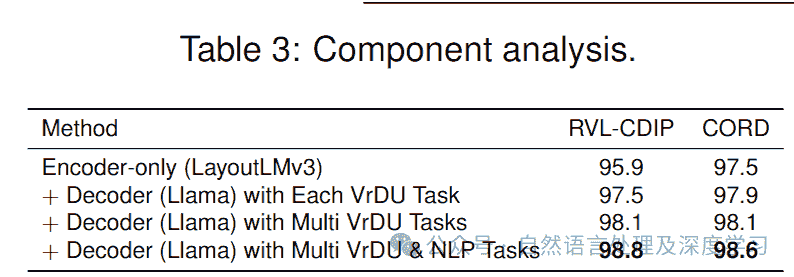 Table 3: Component analysis.
Method RVL-CDIP CORD
Encoder-only (LayoutLMv3) 95.9 97.5
+ Decoder (Llama) with Each VrDU Task 97.5 97.9
+ Decoder (Llama) with Multi VrDU Tasks 98.1 98.1
+ Decoder (Llama) with Multi VrDU & NLP Tasks 98.8 98.6
公众号 · 自然语言处理及深度学习